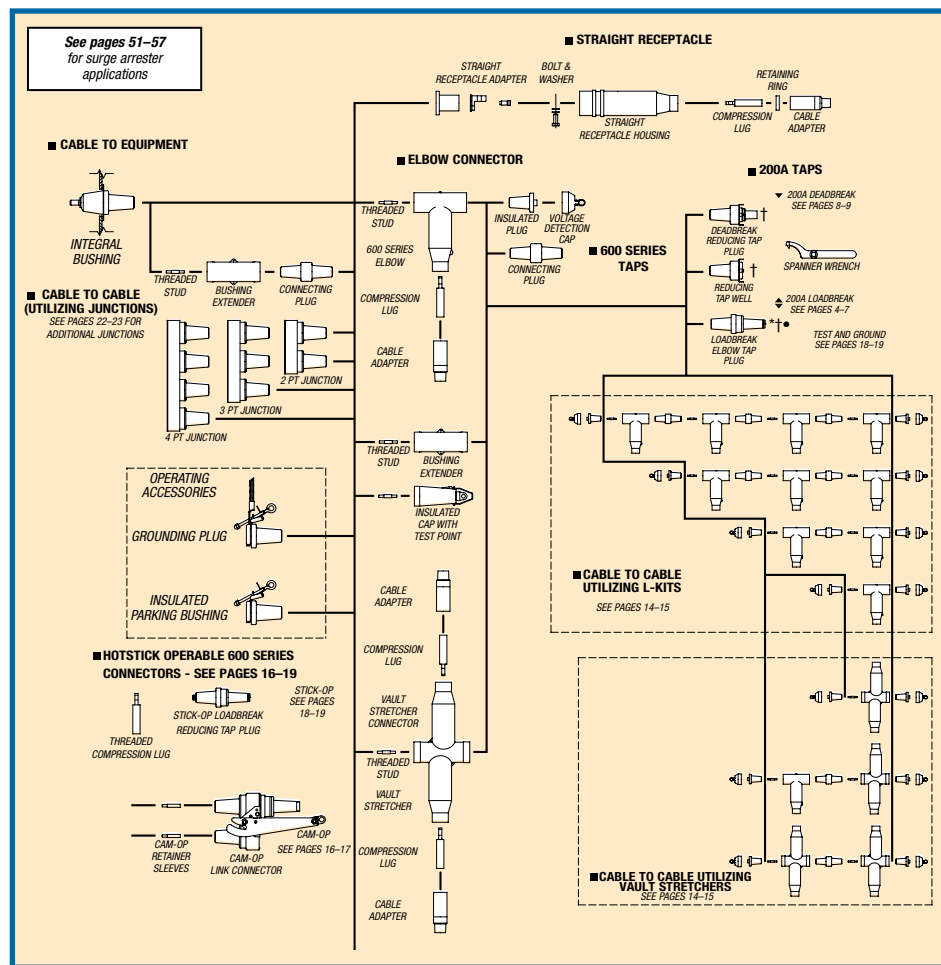 See pages 51–57
for surge arrester
applications
■ STRAIGHT RECEPTACLE
STRAIGHT
RECEPTACLE ADAPTER
BOLT &
WASHER
STRAIGHT
RECEPTACLE HOUSING
RETAINING
RING
COMPRESSION
LUG
CABLE
ADAPTER
■ CABLE TO EQUIPMENT
INTEGRAL
BUSHING
THREADED
STUD
BUSHING
EXTENDER
CONNECTING
PLUG
■ ELBOW CONNECTOR
THREADED
STUD
600 SERIES
ELBOW
INSULATED
PLUG
VOLTAGE
DETECTION
CAP
CONNECTING
PLUG
COMPRESSION
LUG
CABLE
ADAPTER
■ 600 SERIES
TAPS
■ 200A TAPS
▼ 200A DEADBREAK
SEE PAGES 8–9
†
DEADBREAK
REDUCING TAP
PLUG
SPANNER WRENCH
†
REDUCING
TAP WELL
▲▼ 200A LOADBREAK
SEE PAGES 4–7
*†●
LOADBREAK
ELBOW TAP
PLUG
TEST AND GROUND
SEE PAGES 18–19
■ CABLE TO CABLE
(UTILIZING JUNCTIONS)
SEE PAGES 22–23 FOR
ADDITIONAL JUNCTIONS
2 PT JUNCTION
3 PT JUNCTION
4 PT JUNCTION
THREADED
STUD
BUSHING
EXTENDER
INSULATED
CAP WITH
TEST POINT
OPERATING
ACCESSORIES
GROUNDING PLUG
INSULATED
PARKING BUSHING
■ CABLE TO CABLE
UTILIZING L-KITS
SEE PAGES 14–15
CABLE
ADAPTER
COMPRESSION
LUG
VAULT
STRETCHER
CONNECTOR
THREADED
STUD
VAULT
STRETCHER
COMPRESSION
LUG
CABLE
ADAPTER
■ HOTSTICK OPERABLE 600 SERIES
CONNECTORS - SEE PAGES 16–19
THREADED
COMPRESSION LUG
STICK-OP LOADBREAK
REDUCING TAP PLUG
STICK-OP
SEE PAGES
18–19
CAM-OP
RETAINER
SLEEVES
CAM-OP
LINK CONNECTOR
CAM-OP
SEE PAGES 16–17
■ CABLE TO CABLE UTILIZING
VAULT STRETCHERS
SEE PAGES 14–15